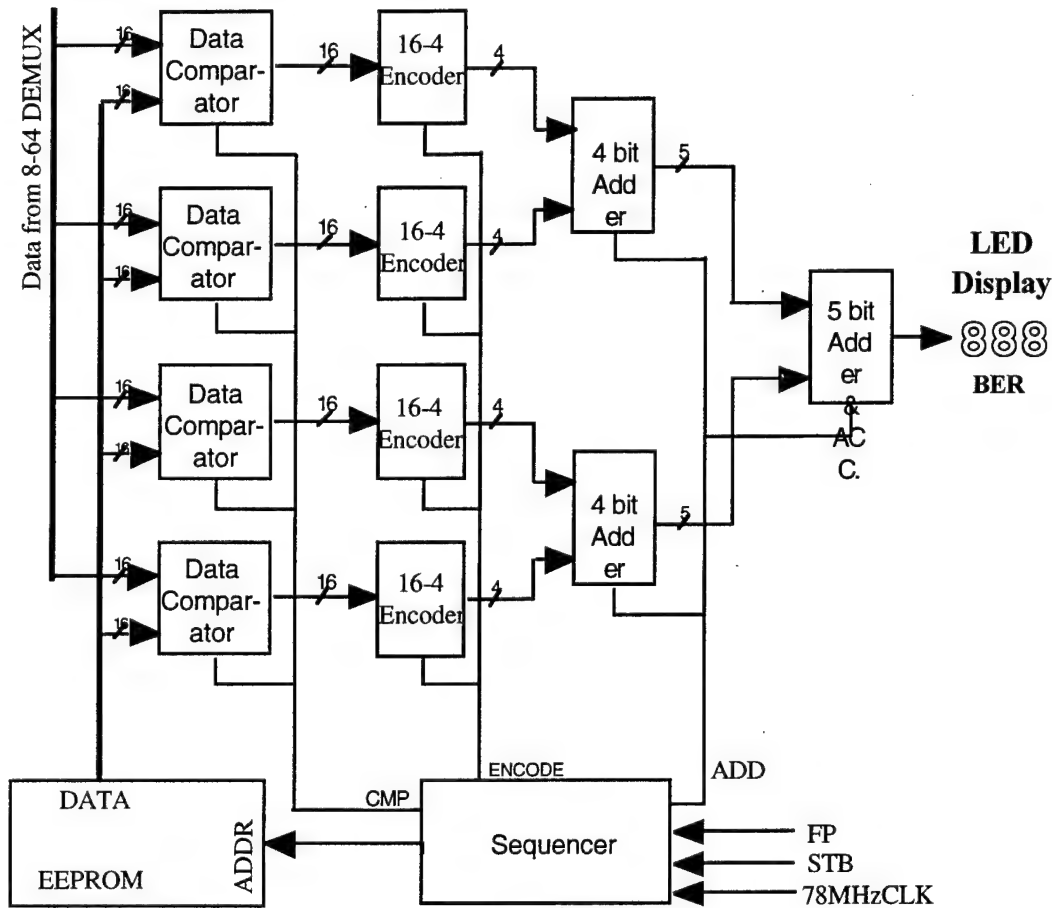 Data from 8-64 DEMUX
16
16
Data
Compar-
ator
16
16-4
Encoder
4
16
16
Data
Compar-
ator
16
16-4
Encoder
4
4 bit
Add
er
5
16
16
Data
Compar-
ator
16
16-4
Encoder
4
16
16
Data
Compar-
ator
16
16-4
Encoder
4
4 bit
Add
er
5
5 bit
Add
er
&
AC
C.
LED
Display
888
BER
DATA
EEPROM
ADDR
CMP
ENCODE
ADD
Sequencer
FP
STB
78MHzCLK